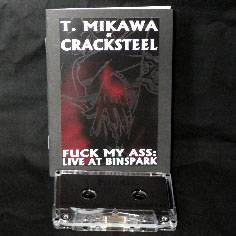 T. MIKAWA
&
CRACKSTEEL
FUCK MY ASS:
LIVE AT BINSPARK